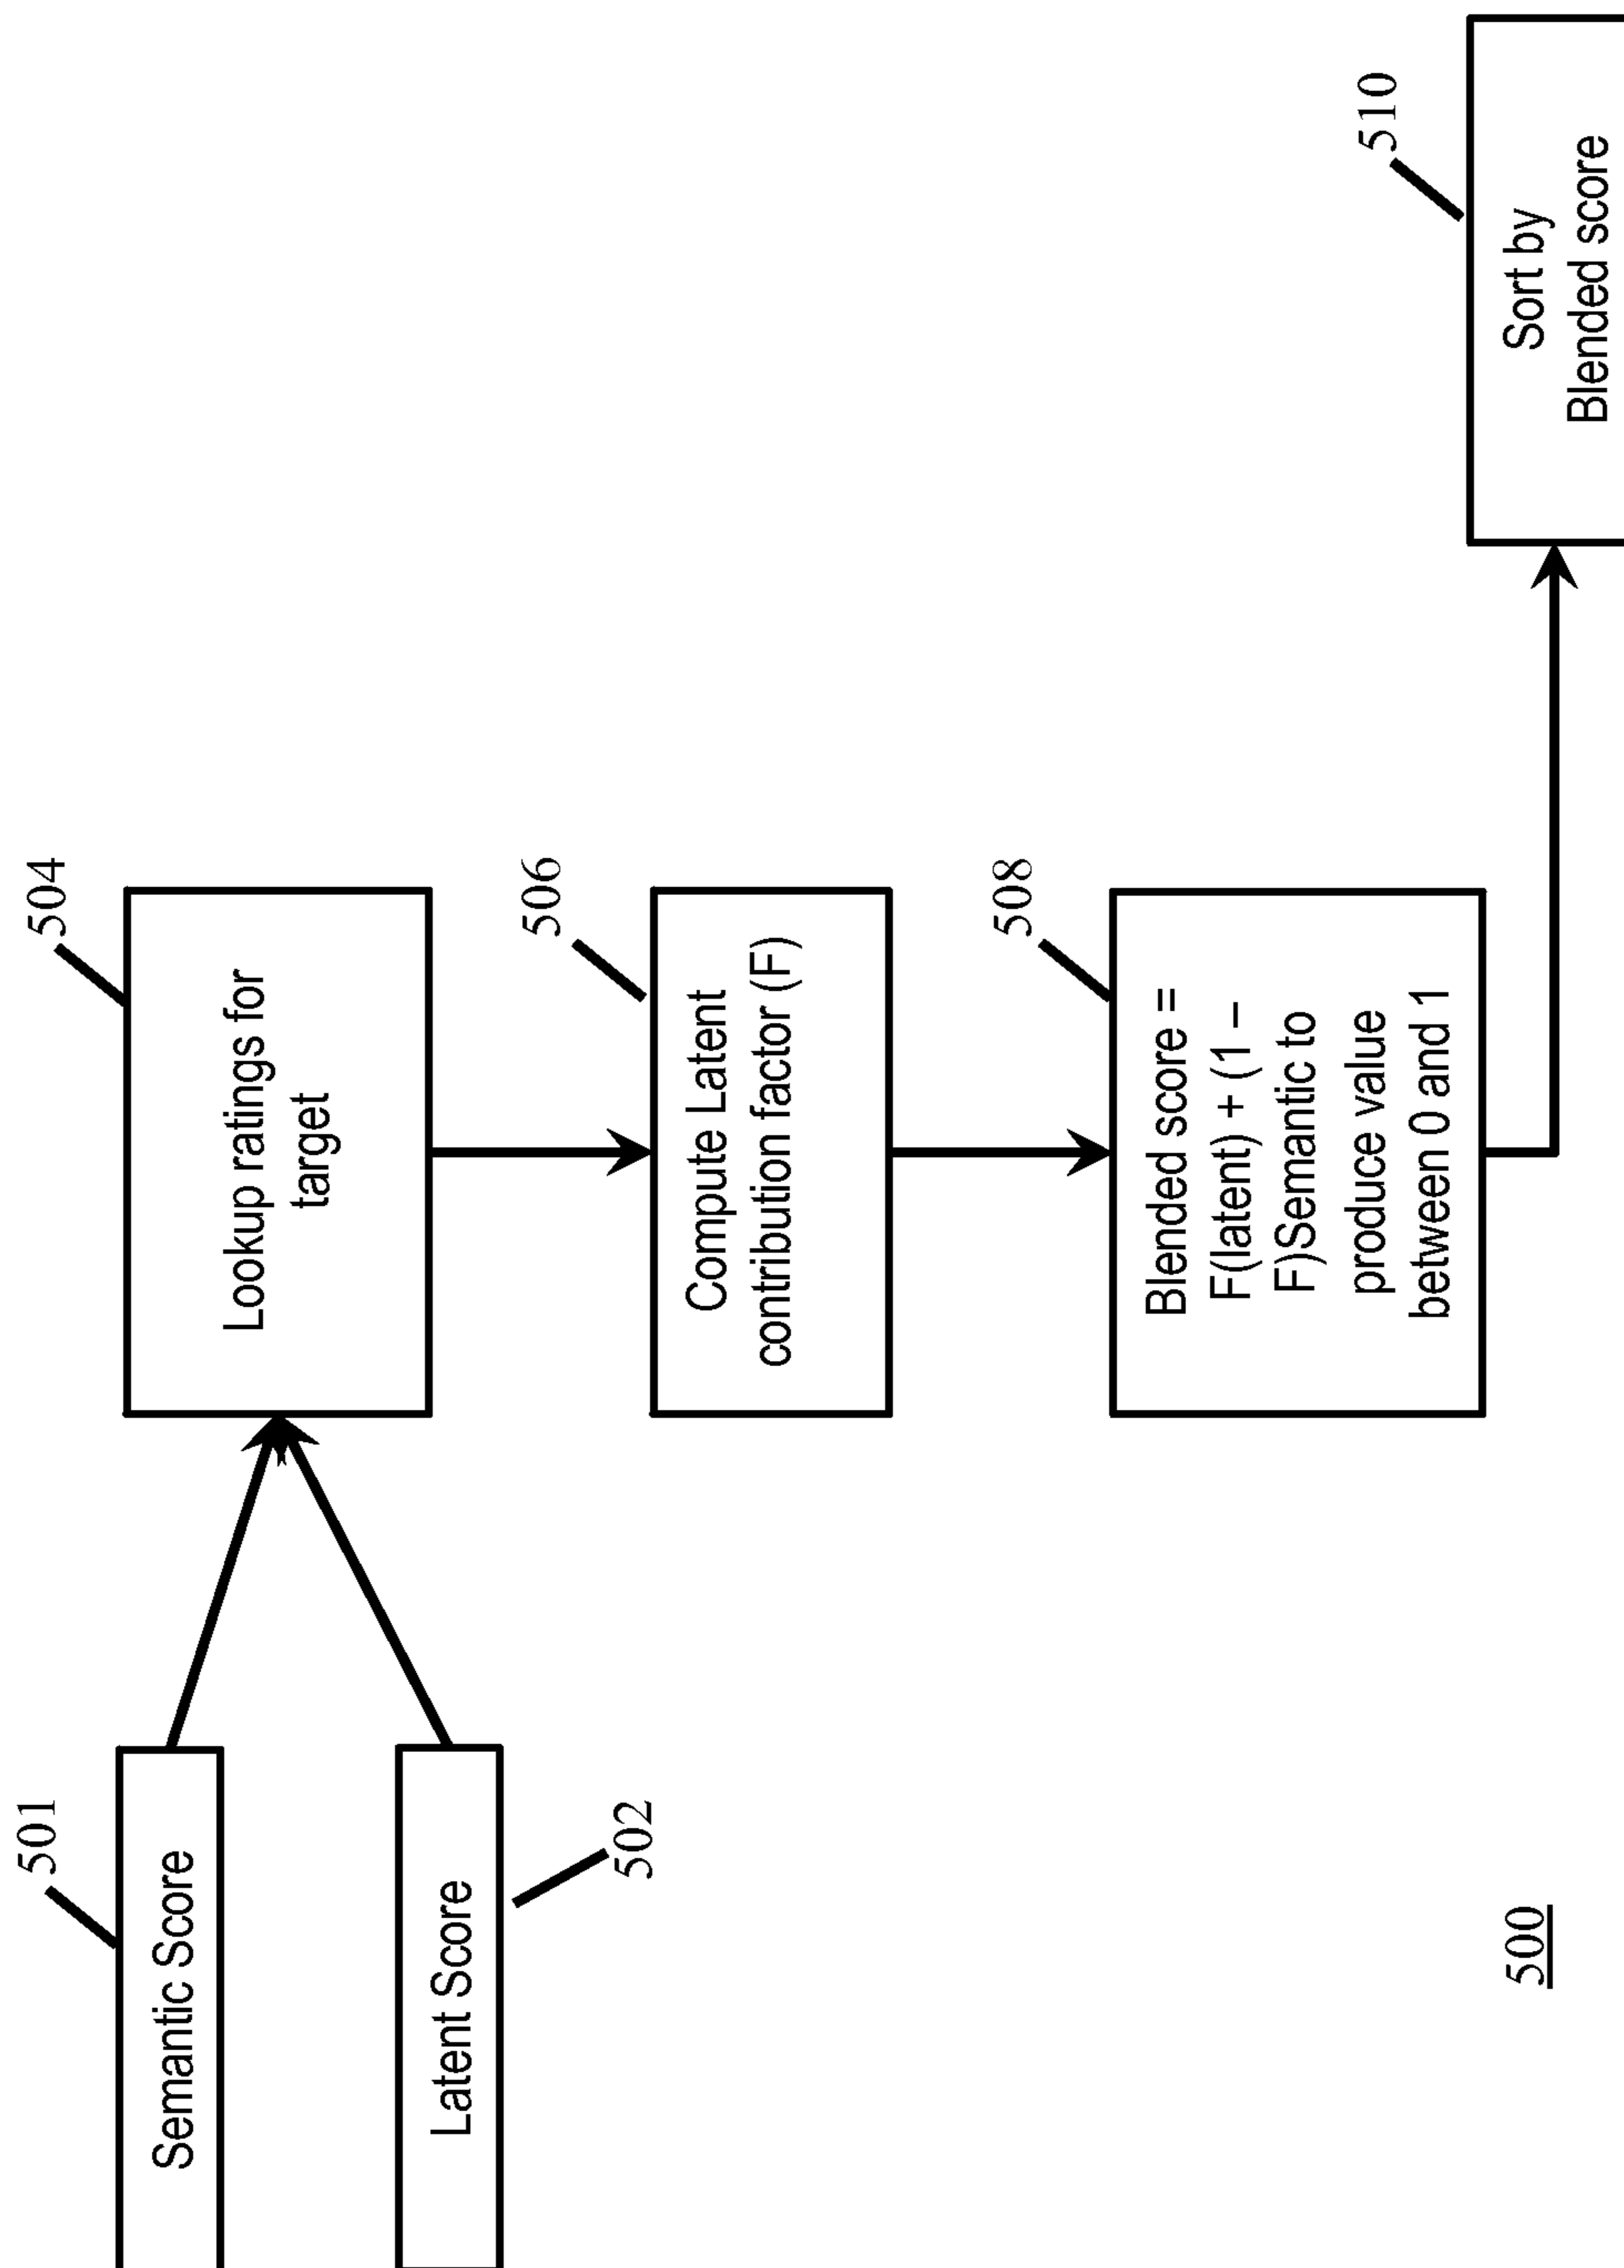 501
Semantic Score
Latent Score
502
504
Lookup ratings for
target
506
Compute Latent
contribution factor (F)
508
Blended score =
F(latent) + (1 –
F)Semantic to
produce value
between 0 and 1
510
Sort by
Blended score
500